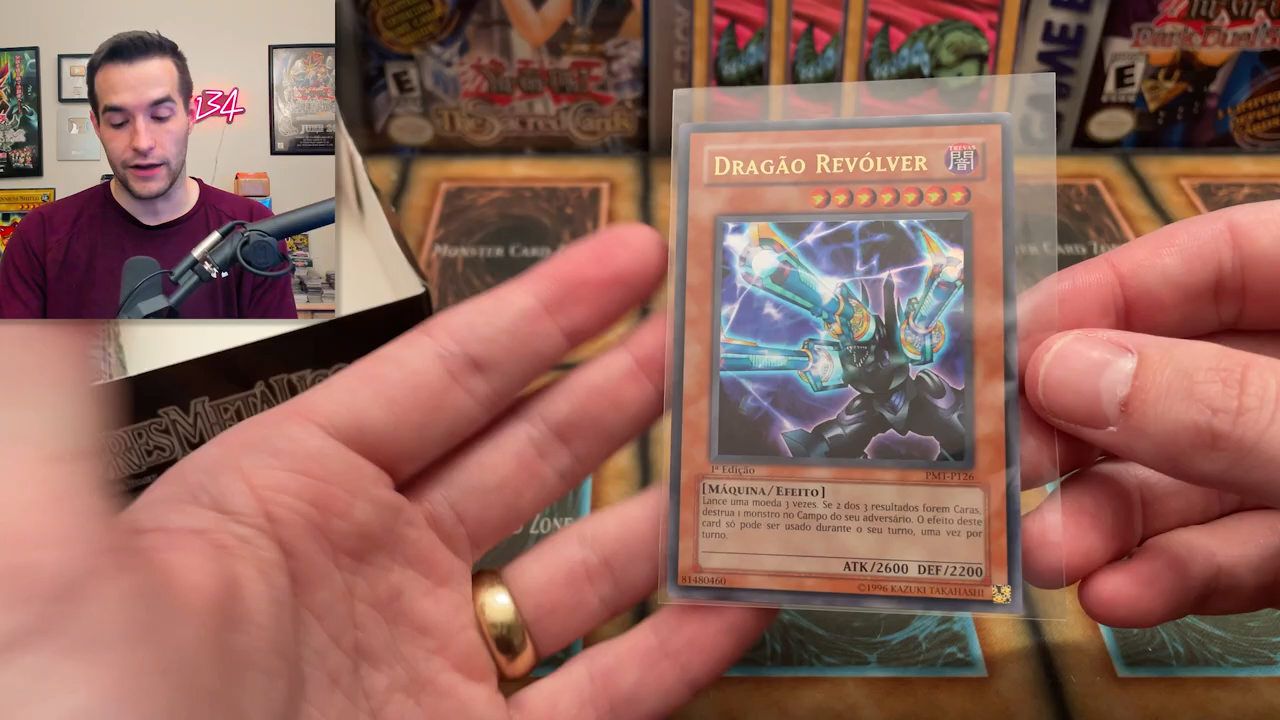 134
E
YU-GI-OH!
The Sacred Cards
GAME B
Dark Duel
E
MONSTER CARD
CARD ZON
ZONE
DRAGÃO REVÓLVER
TREVAS
闇
1ª Edição
PMT-P126
[MÁQUINA/EFEITO]
Lance uma moeda 3 vezes. Se 2 dos 3 resultados forem Caras,
destrua 1 monstro no Campo do seu adversário. O efeito deste
card só pode ser usado durante o seu turno, uma vez por
turno.
ATK/2600 DEF/2200
81480460
©1996 KAZUKI TAKAHASHI